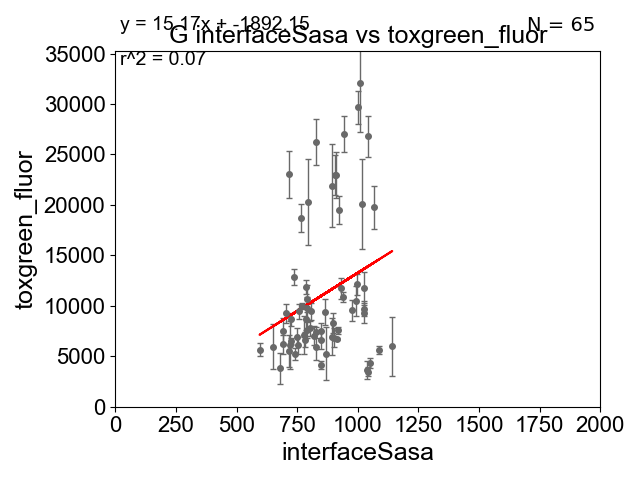 y = 15.17x + -1892.15
N = 65
G interfaceSasa vs toxgreen_fluor
r^2 = 0.07
35000
30000
25000
20000
15000
10000
5000
0
toxgreen_fluor
0 250 500 750 1000 1250 1500 1750 2000
interfaceSasa